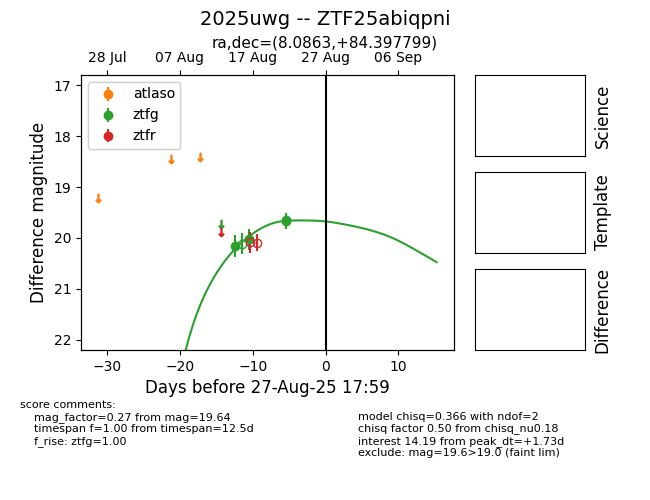 2025uwg -- ZTF25abiqpni
ra,dec=(8.0863,+84.397799)
28 Jul 07 Aug 17 Aug 27 Aug 06 Sep
17
18
19
20
21
22
Difference magnitude
atlaso
ztfg
ztfr
−30 −20 −10 0 10
Days before 27-Aug-25 17:59
Science
Template
Difference
score comments:
mag_factor=0.27 from mag=19.64
timespan f=1.00 from timespan=12.5d
f_rise: ztfg=1.00
model chisq=0.366 with ndof=2
chisq factor 0.50 from chisq_nu0.18
interest 14.19 from peak_dt=+1.73d
exclude: mag=19.6>19.0 (faint lim)